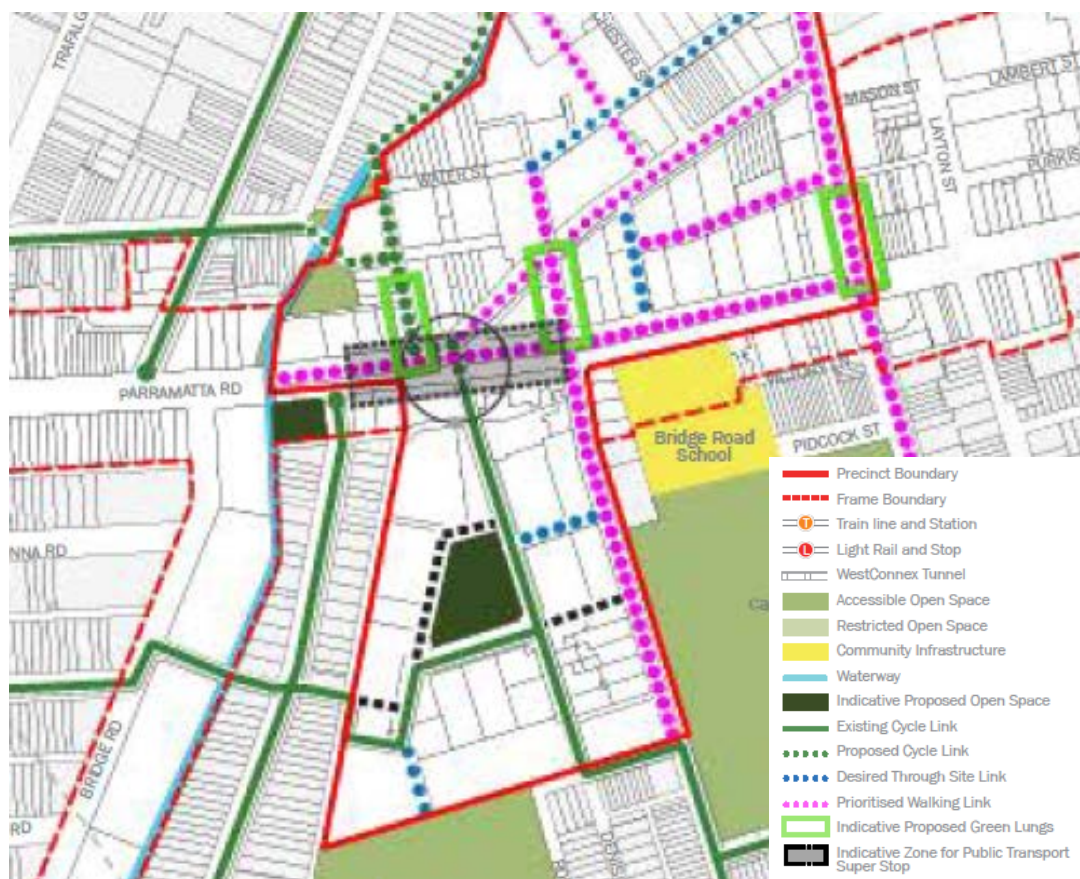 TRAFALG
CHESTER S
LAMBERT ST
MASON ST
LAYTON ST
PURKIS
WATER ST
PARRAMATTA RD
Bridge Road
School
PIDCOCK ST
NNA RD
BRIDGE RD
RD
Ca
DENIS
Precinct Boundary
Frame Boundary
T
Train line and Station
L
Light Rail and Stop
WestConnex Tunnel
Accessible Open Space
Restricted Open Space
Community Infrastructure
Waterway
Indicative Proposed Open Space
Existing Cycle Link
Proposed Cycle Link
Desired Through Site Link
Prioritised Walking Link
Indicative Proposed Green Lungs
Indicative Zone for Public Transport
Super Stop